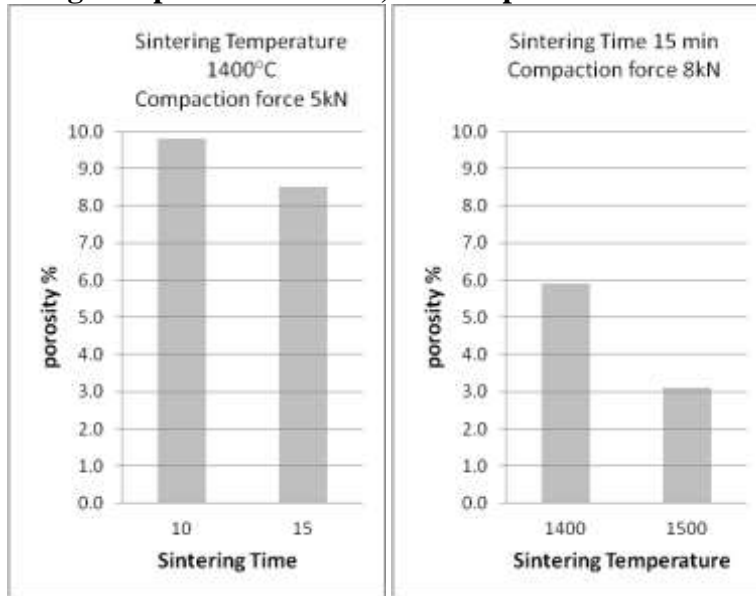 Sintering Temperature
1400°C
Compaction force 5kN
10.0
9.0
8.0
7.0
6.0
5.0
4.0
3.0
2.0
1.0
0.0
porosity %
10 15
Sintering Time
Sintering Time 15 min
Compaction force 8kN
10.0
9.0
8.0
7.0
6.0
5.0
4.0
3.0
2.0
1.0
0.0
porosity %
1400 1500
Sintering Temperature